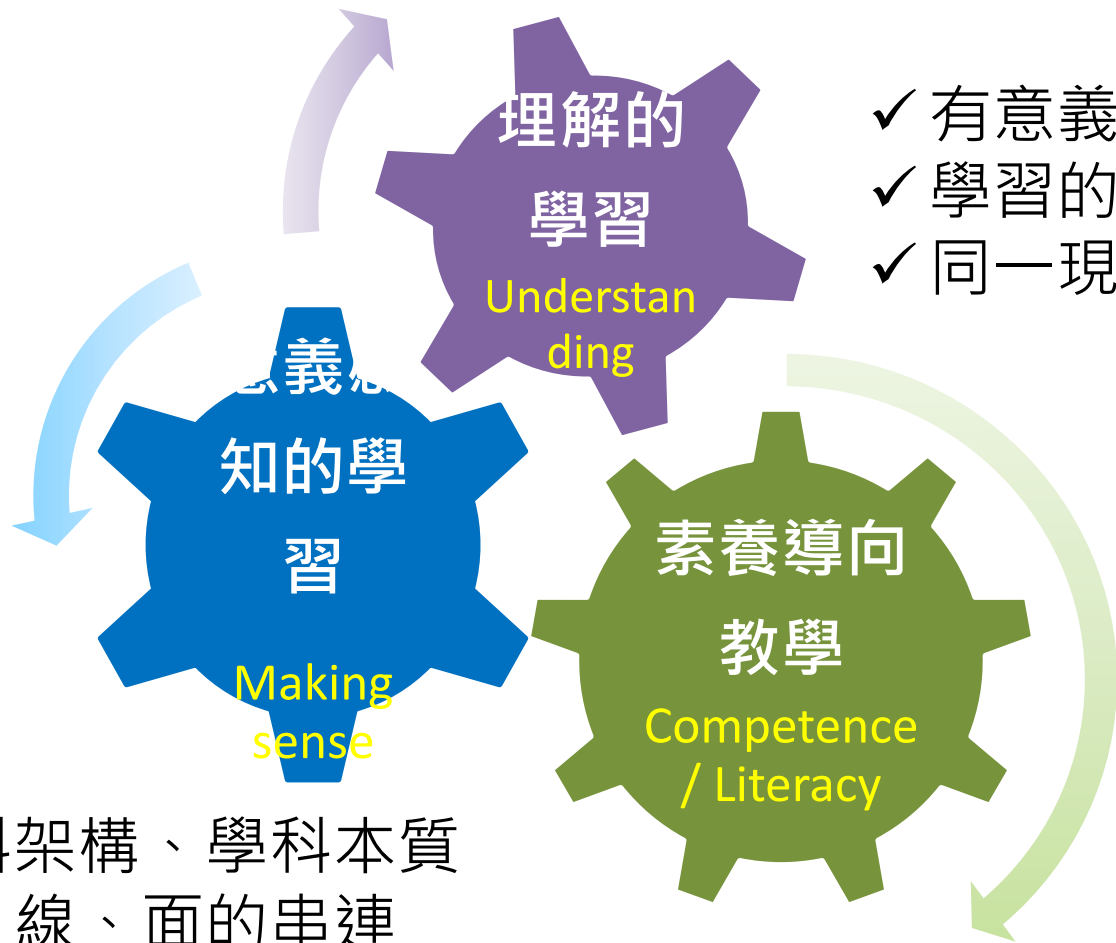 理解的
學習
Understan
ding
✓ 有意義
✓ 學習的
✓ 同一現
意義感
知的學
習
Making
sense
素養導向
教學
Competence
/ Literacy
架構、學科本質
線、面的串連